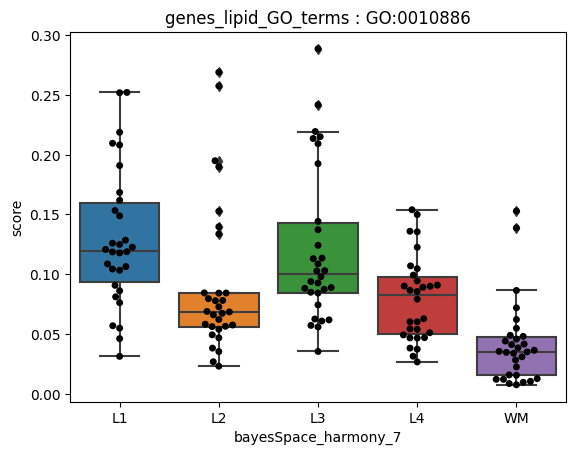 genes_lipid_GO_terms : GO:0010886
0.30
0.25
0.20
0.15
0.10
0.05
0.00
score
L1 L2 L3 L4 WM
bayesSpace_harmony_7